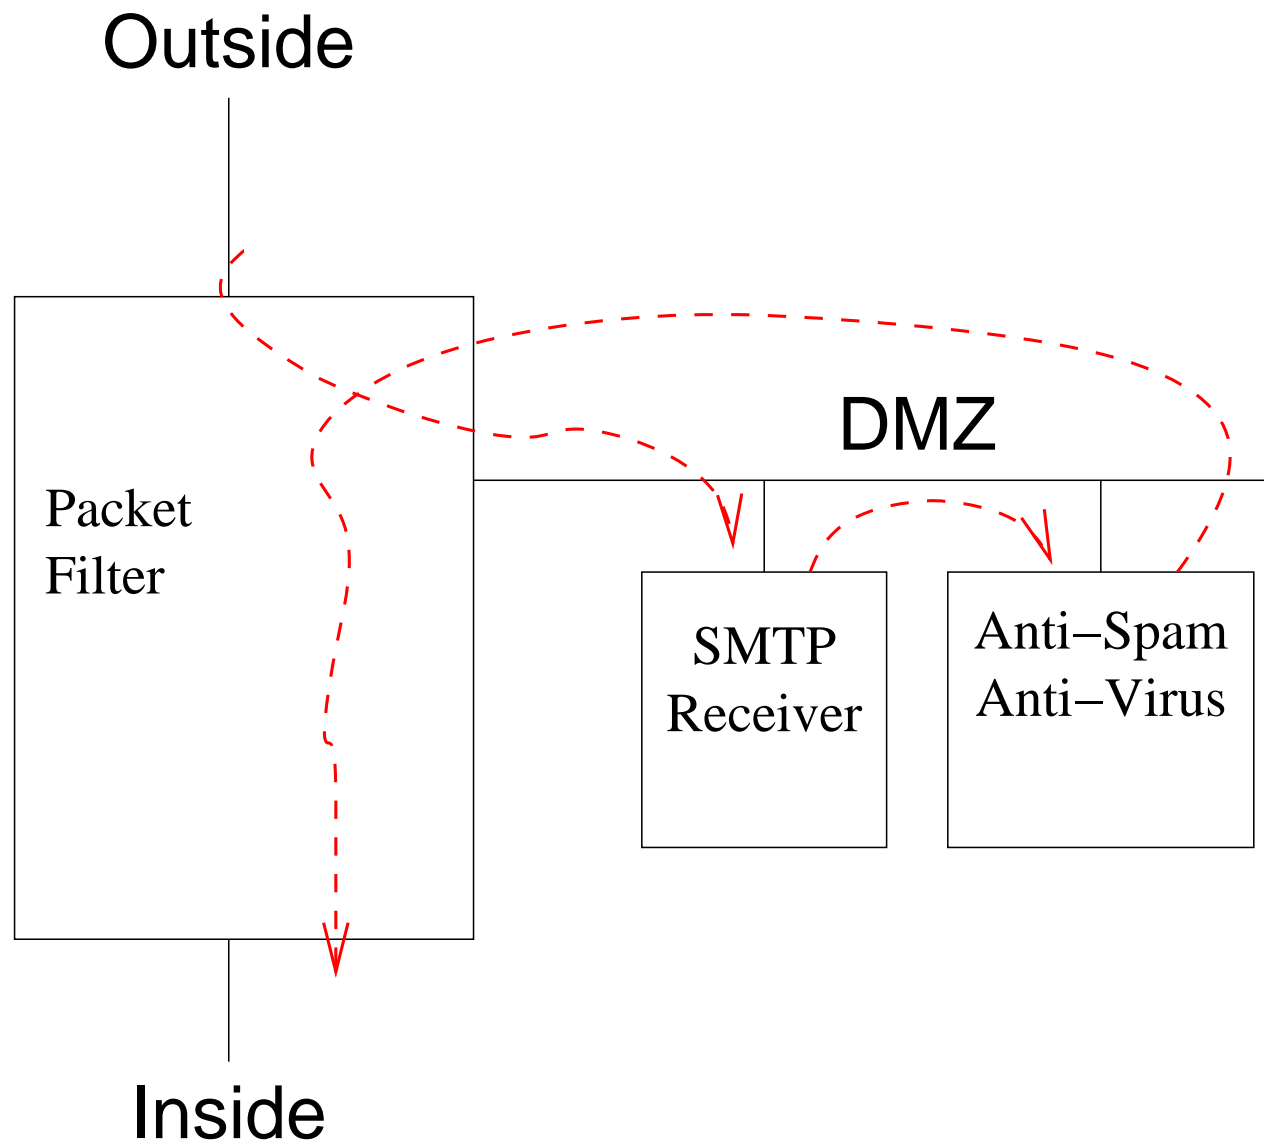 Outside
DMZ
Packet
Filter
SMTP
Receiver
Anti–Spam
Anti–Virus
Inside